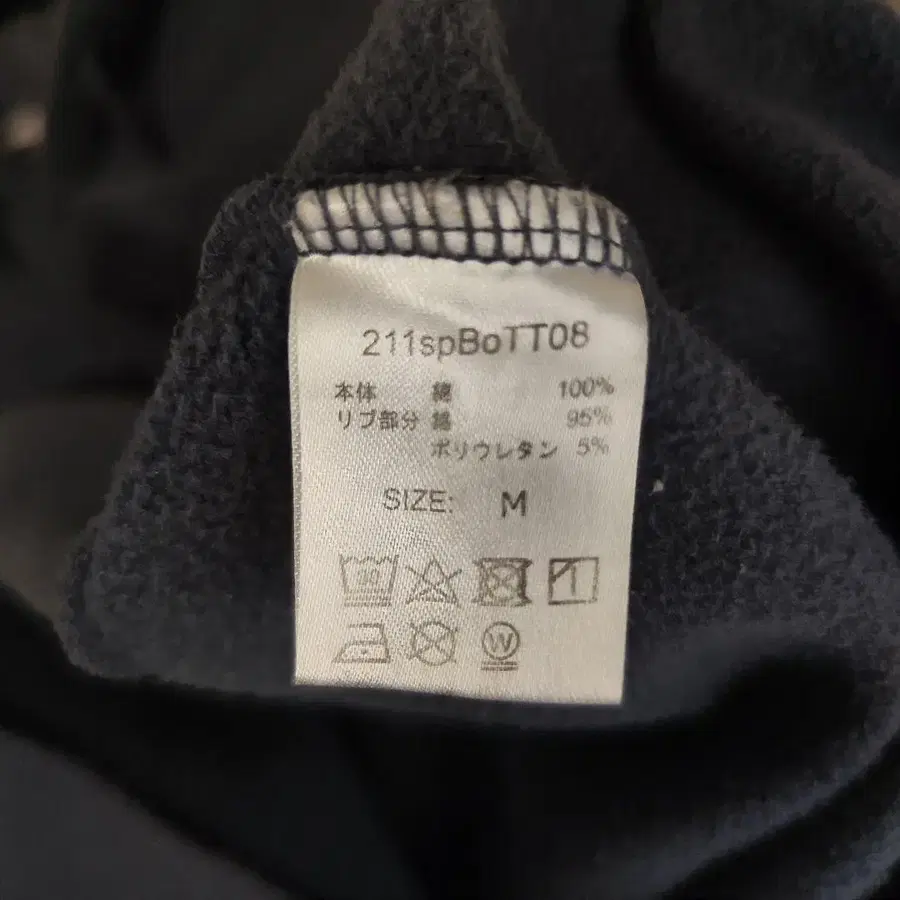 211spBoTT08
本体 綿 100%
リブ部分 綿 95%
ポリウレタン 5%
SIZE: M
30
W